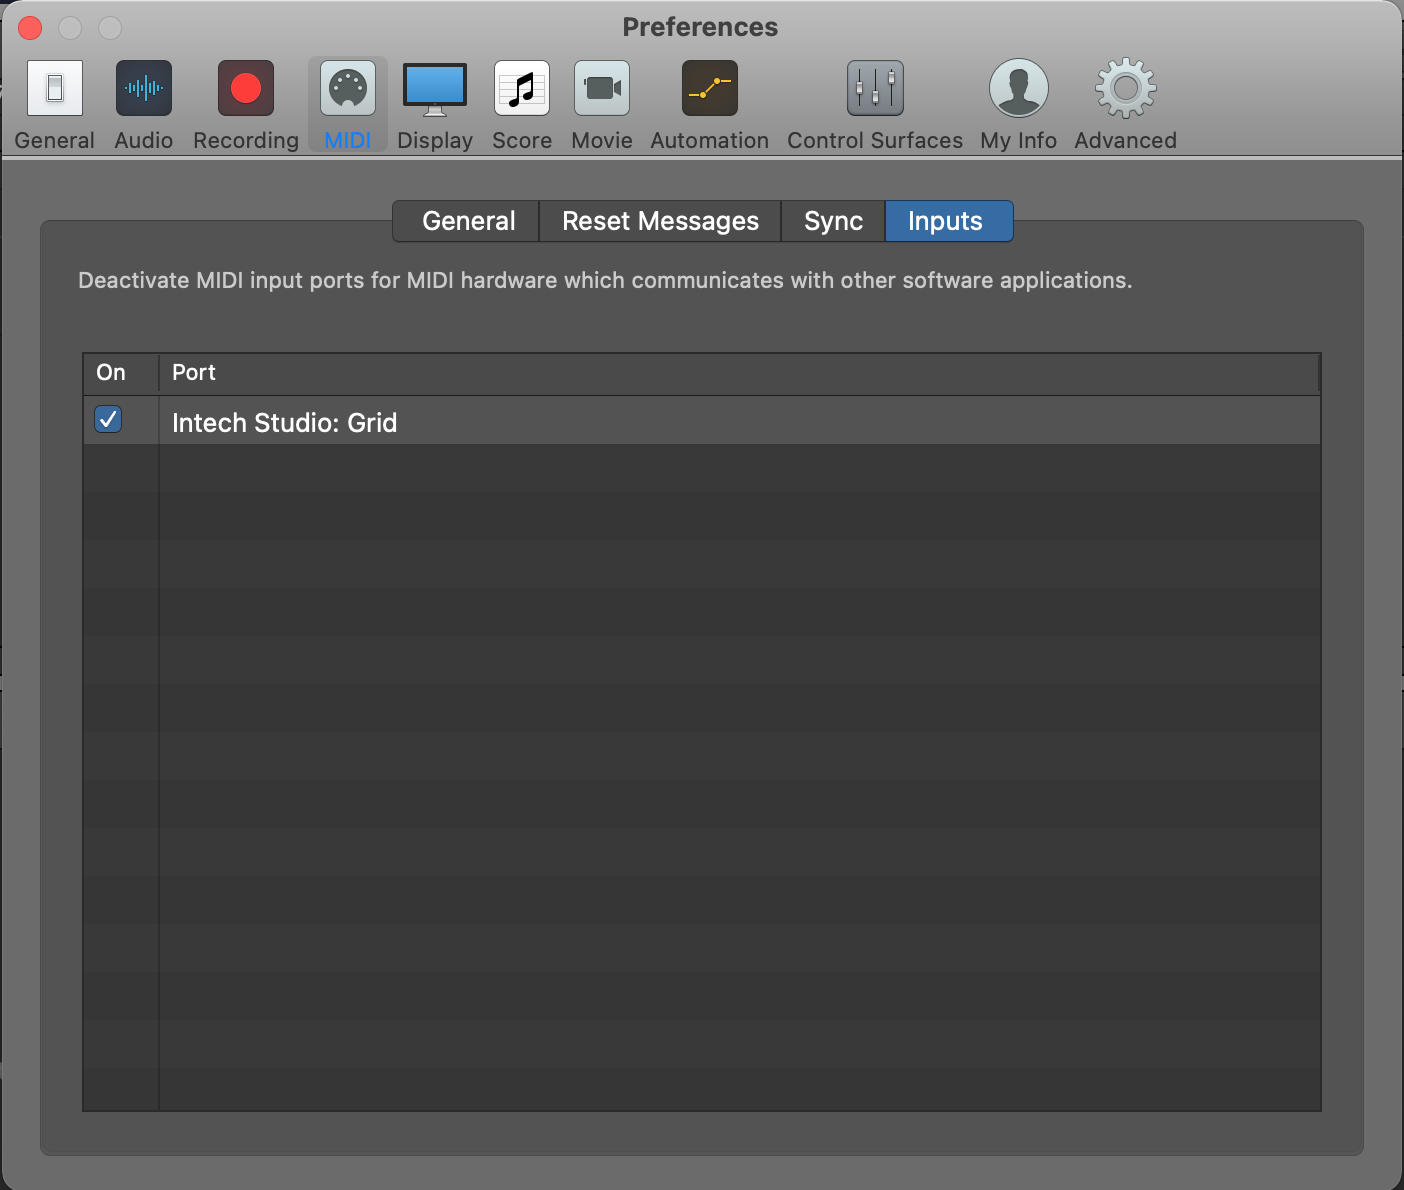 Preferences
General Audio Recording MIDI Display Score Movie Automation Control Surfaces My Info Advanced
General Reset Messages Sync Inputs
Deactivate MIDI input ports for MIDI hardware which communicates with other software applications.
On Port
Intech Studio: Grid